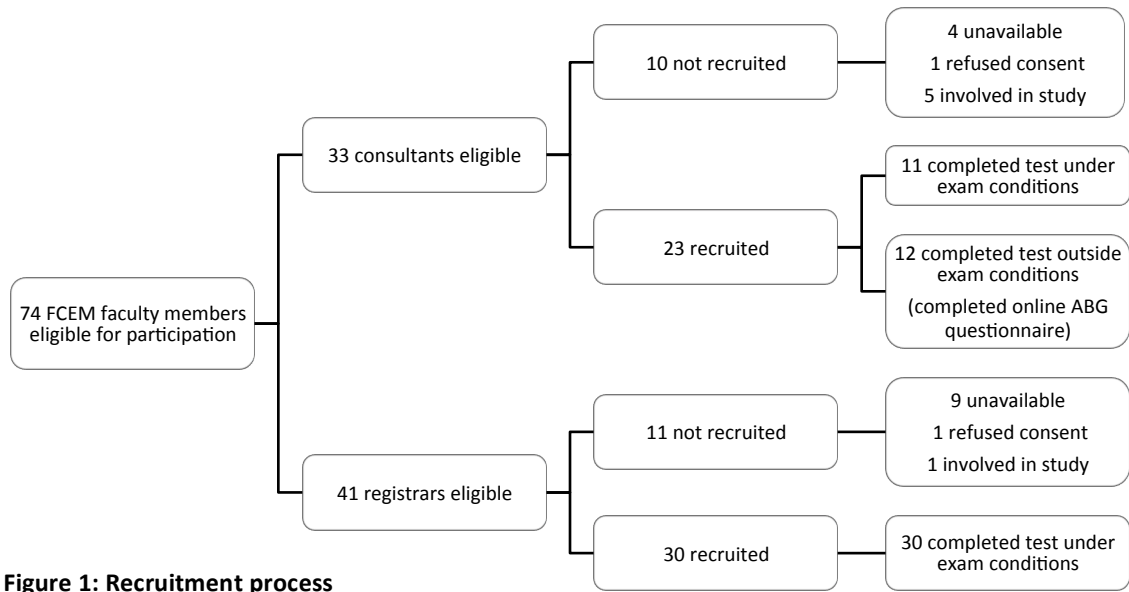 74 FCEM faculty members
eligible for participation
33 consultants eligible
10 not recruited
4 unavailable
1 refused consent
5 involved in study
23 recruited
11 completed test under
exam conditions
12 completed test outside
exam conditions
(completed online ABG
questionnaire)
41 registrars eligible
11 not recruited
9 unavailable
1 refused consent
1 involved in study
30 recruited
30 completed test under
exam conditions
Figure 1: Recruitment process